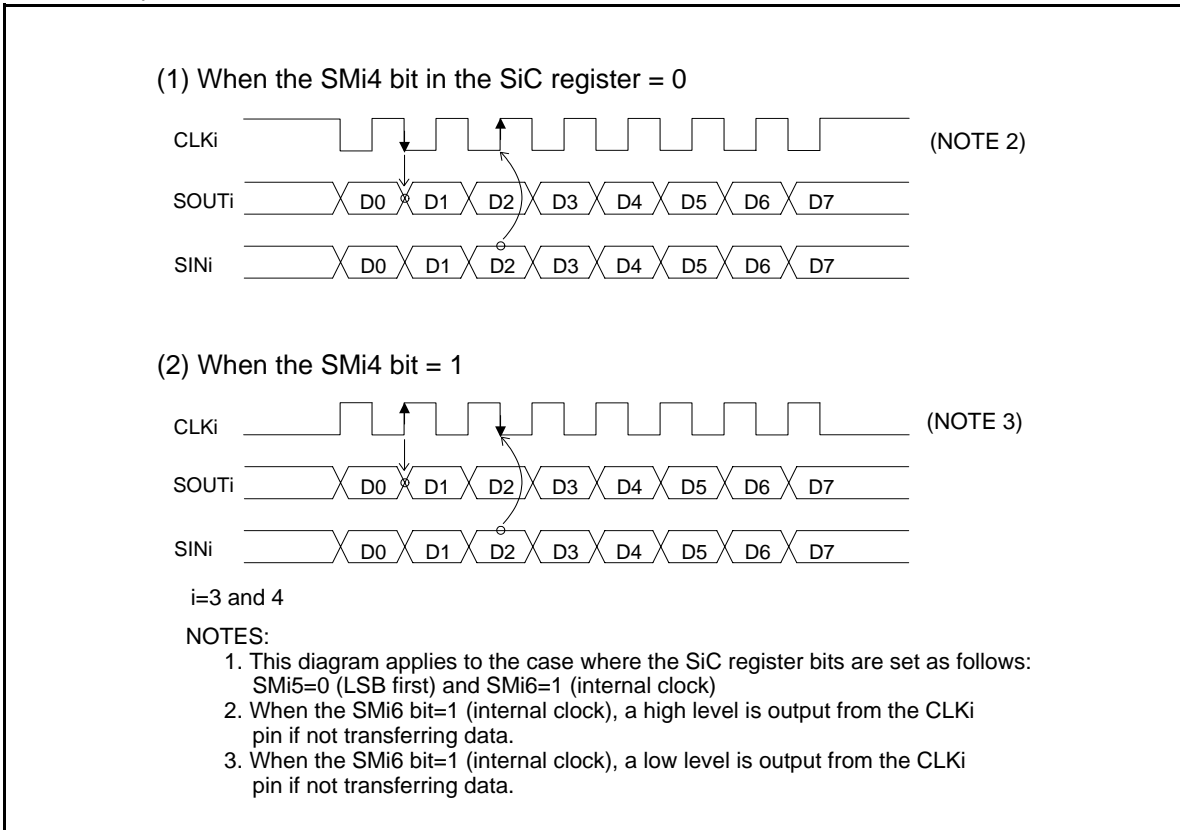 (1) When the SMi4 bit in the SiC register = 0
CLKi
(NOTE 2)
SOUTi D0 D1 D2 D3 D4 D5 D6 D7
SINi D0 D1 D2 D3 D4 D5 D6 D7
(2) When the SMi4 bit = 1
CLKi
(NOTE 3)
SOUTi D0 D1 D2 D3 D4 D5 D6 D7
SINi D0 D1 D2 D3 D4 D5 D6 D7
i=3 and 4
NOTES:
1. This diagram applies to the case where the SiC register bits are set as follows:
SMi5=0 (LSB first) and SMi6=1 (internal clock)
2. When the SMi6 bit=1 (internal clock), a high level is output from the CLKi
pin if not transferring data.
3. When the SMi6 bit=1 (internal clock), a low level is output from the CLKi
pin if not transferring data.